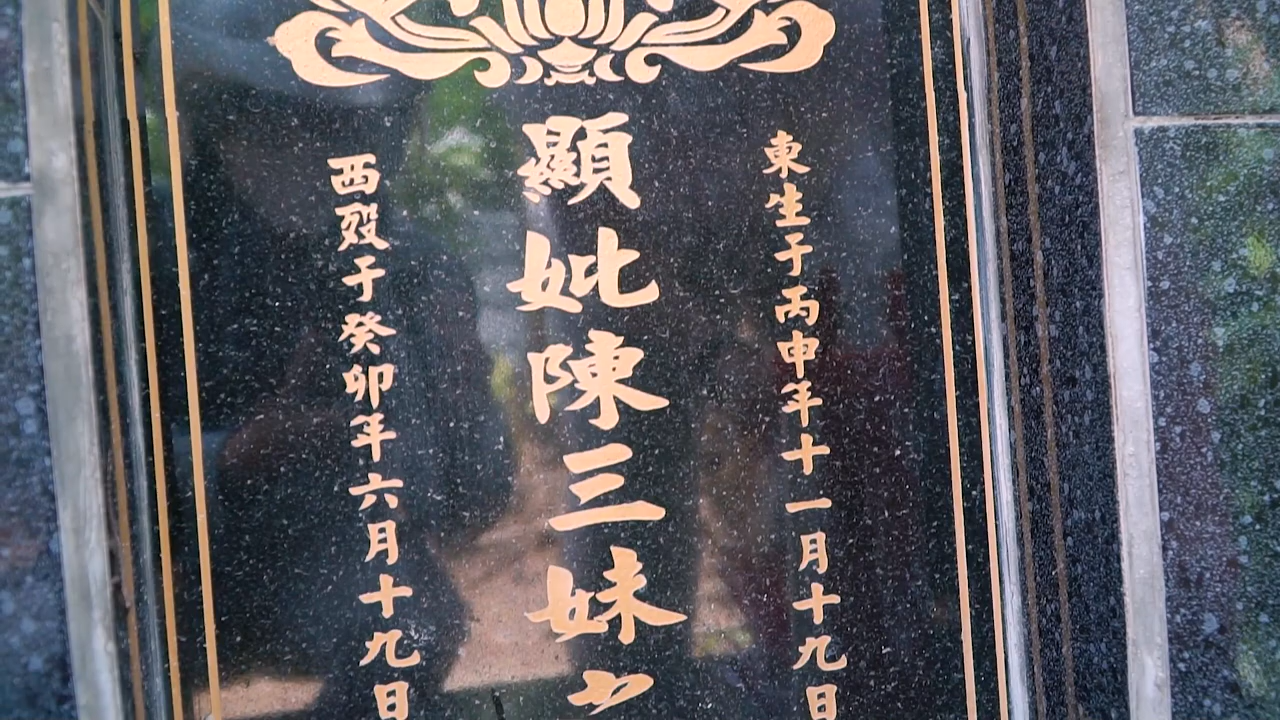 東生于丙申年十一月十九日
顯妣陳三妹之
西歿于癸卯年六月十九日